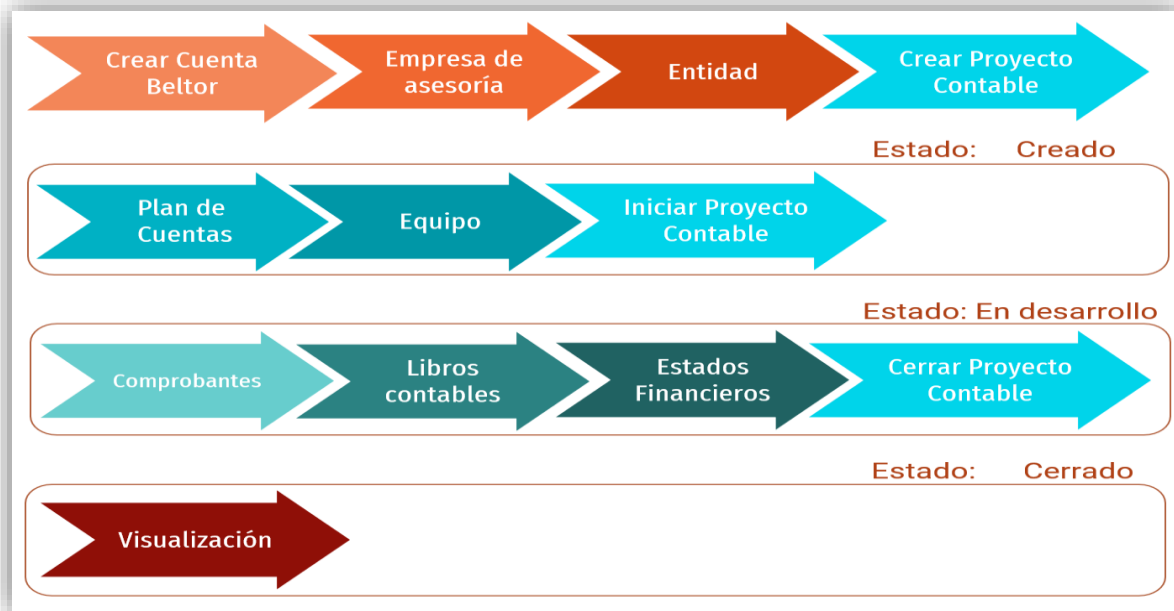 Crear Cuenta
Beltor
Empresa de
asesoría
Entidad
Crear Proyecto
Contable
Estado: Creado
Plan de
Cuentas
Equipo
Iniciar Proyecto
Contable
Estado: En desarrollo
Comprobantes
Libros
contables
Estados
Financieros
Cerrar Proyecto
Contable
Estado: Cerrado
Visualización